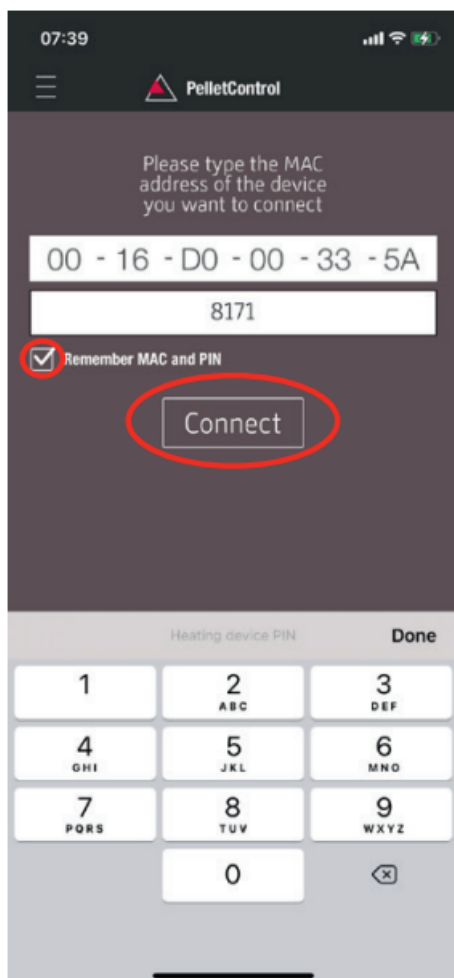 07:39
PelletControl
Please type the MAC
address of the device
you want to connect
00 - 16 - D0 - 00 - 33 - 5A
8171
Remember MAC and PIN
Connect
Heating device PIN
Done
1
2
ABC
3
DEF
4
GHI
5
JKL
6
MNO
7
PQRS
8
TUV
9
WXYZ
0